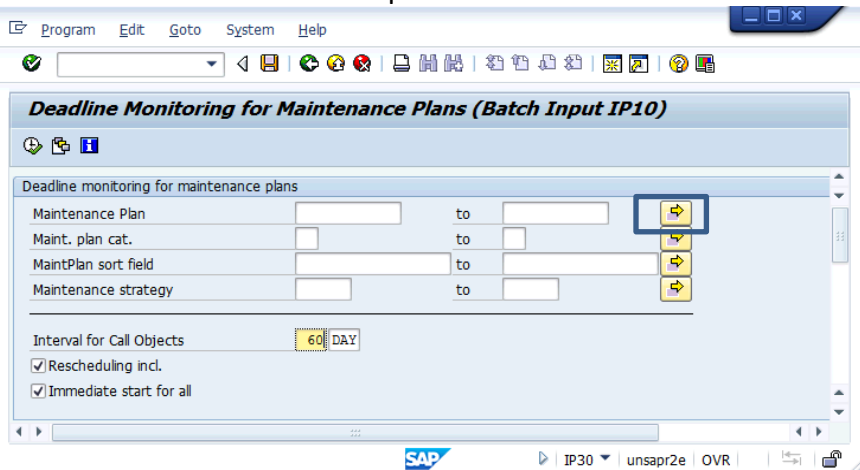 Program Edit Goto System Help
Deadline Monitoring for Maintenance Plans (Batch Input IP10)
Deadline monitoring for maintenance plans
Maintenance Plan to
Maint. plan cat. to
MaintPlan sort field to
Maintenance strategy to
Interval for Call Objects 60 DAY
Rescheduling incl.
Immediate start for all
SAP IP30 unsapr2e OVR